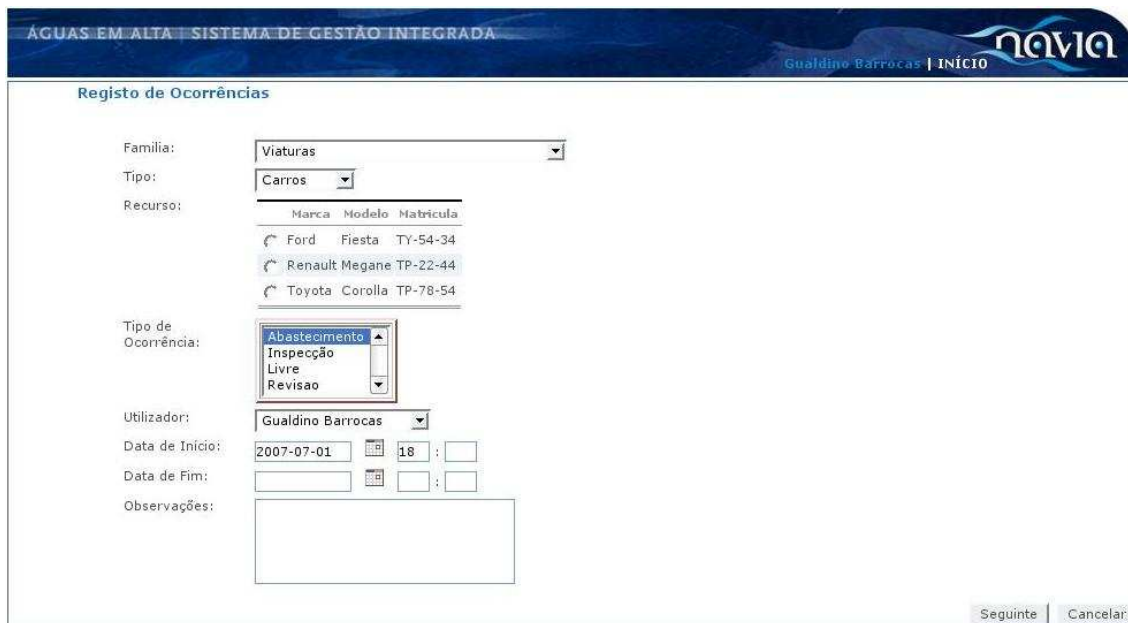 ÁGUAS EM ALTA | SISTEMA DE GESTÃO INTEGRADA
navia
Gualdino Barrocas | INÍCIO
Registo de Ocorrências
Familia: Viaturas
Tipo: Carros
Recurso:
Marca Modelo Matricula
Ford Fiesta TY-54-34
Renault Megane TP-22-44
Toyota Corolla TP-78-54
Tipo de
Ocorrência:
Abastecimento
Inspecção
Livre
Revisao
Utilizador: Gualdino Barrocas
Data de Início: 2007-07-01 18 :
Data de Fim: :
Observações:
Seguinte Cancelar